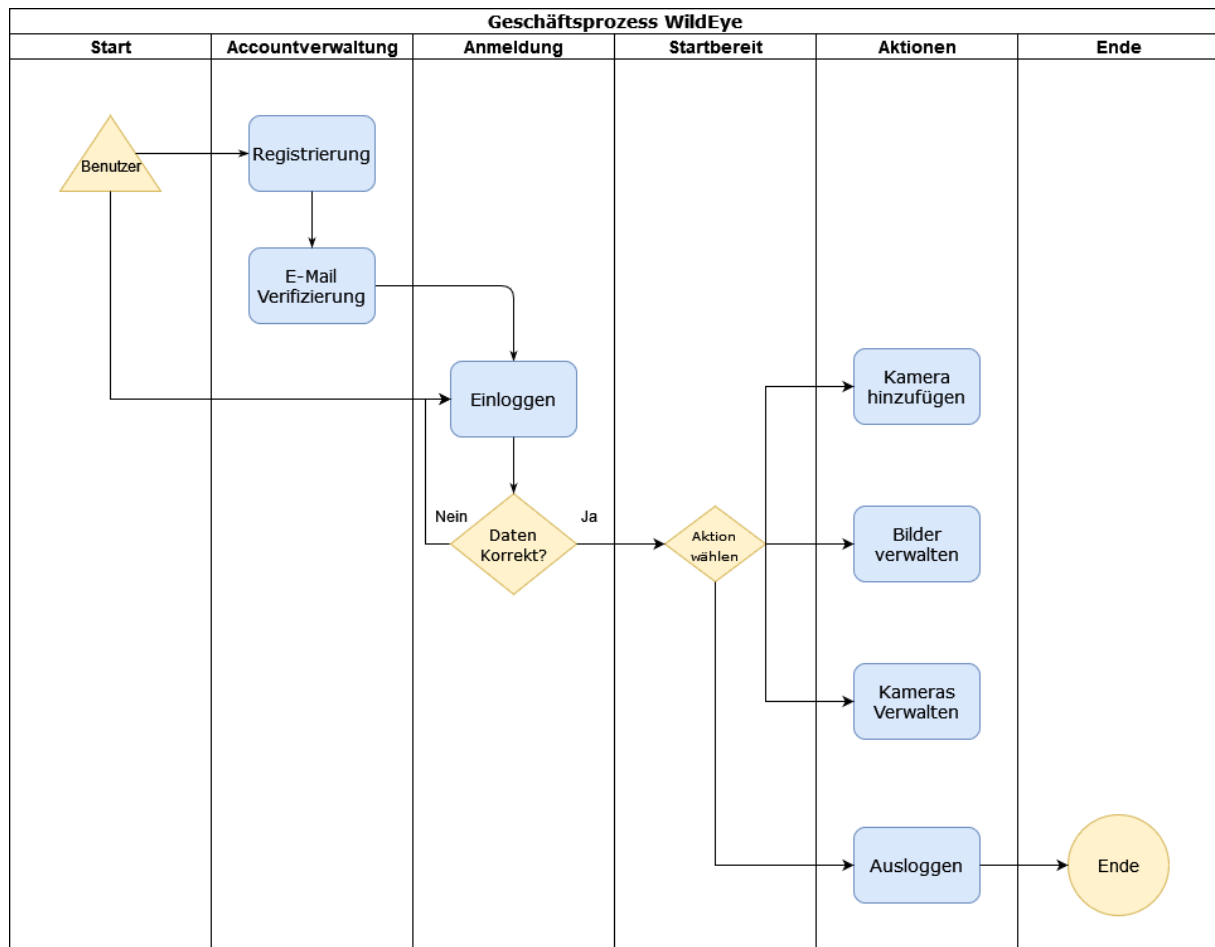 Geschäftsprozess WildEye
Start
Accountverwaltung
Anmeldung
Startbereit
Aktionen
Ende
Benutzer
Registrierung
E-Mail
Verifizierung
Einloggen
Nein
Daten
Korrekt?
Ja
Aktion
wählen
Kamera
hinzufügen
Bilder
verwalten
Kameras
Verwalten
Ausloggen
Ende